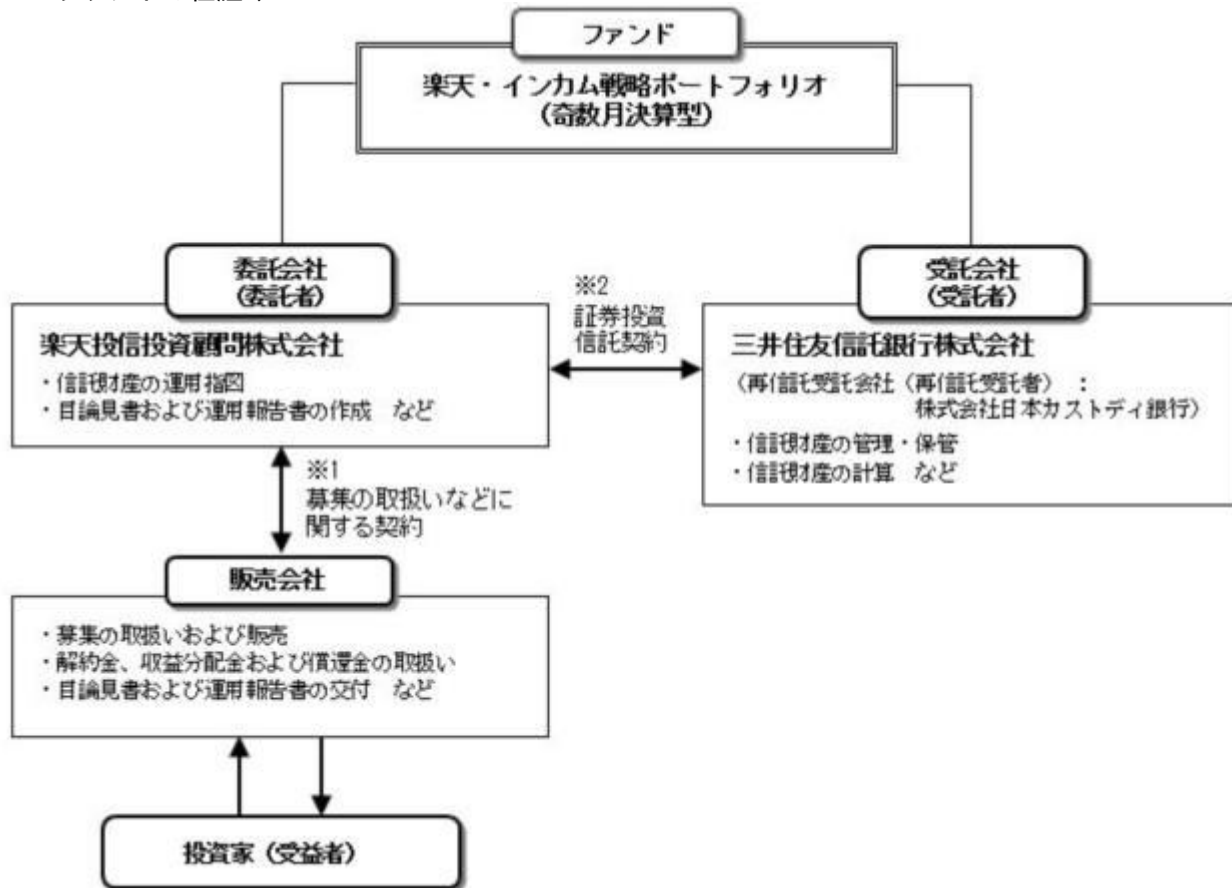 ファンド
楽天・インカム戦略ポートフォリオ
(奇数月決算型)
委託会社
(委託者)
楽天投信投資顧問株式会社
・信託財産の運用指図
・目論見書および運用報告書の作成 など
※2
証券投資
信託契約
受託会社
(受託者)
三井住友信託銀行株式会社
(再信託受託会社(再信託受託者):
株式会社日本カストディ銀行)
・信託財産の管理・保管
・信託財産の計算 など
※1
募集の取扱いなどに
関する契約
販売会社
・募集の取扱いおよび販売
・解約金、収益分配金および償還金の取扱い
・目論見書および運用報告書の交付 など
投資家(受益者)